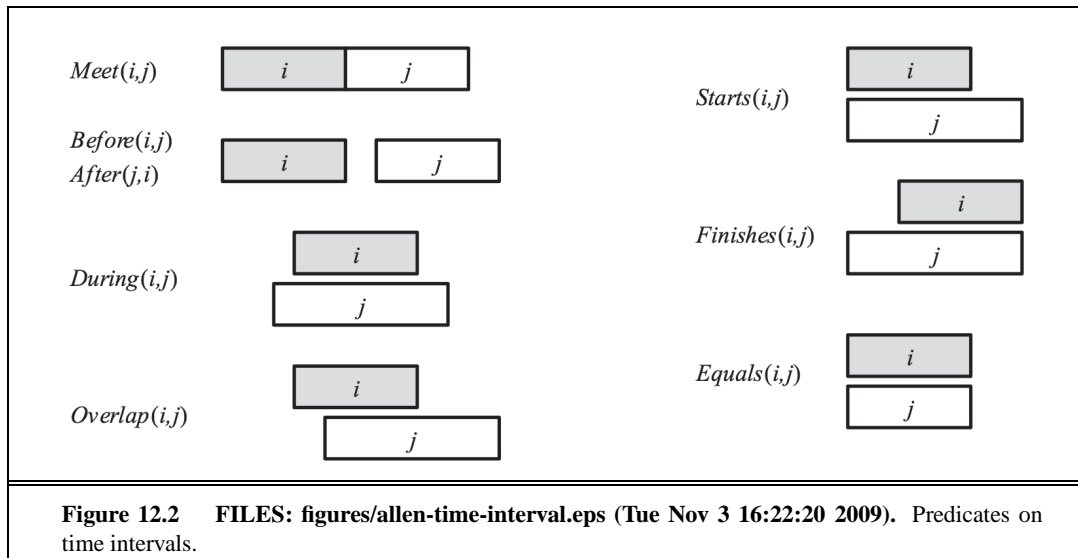 Meet(i,j)
i
j
Before(i,j)
After(j,i)
i
j
During(i,j)
i
j
Overlap(i,j)
i
j
Starts(i,j)
i
j
Finishes(i,j)
i
j
Equals(i,j)
i
j
Figure 12.2 FILES: figures/allen-time-interval.eps (Tue Nov 3 16:22:20 2009). Predicates on
time intervals.